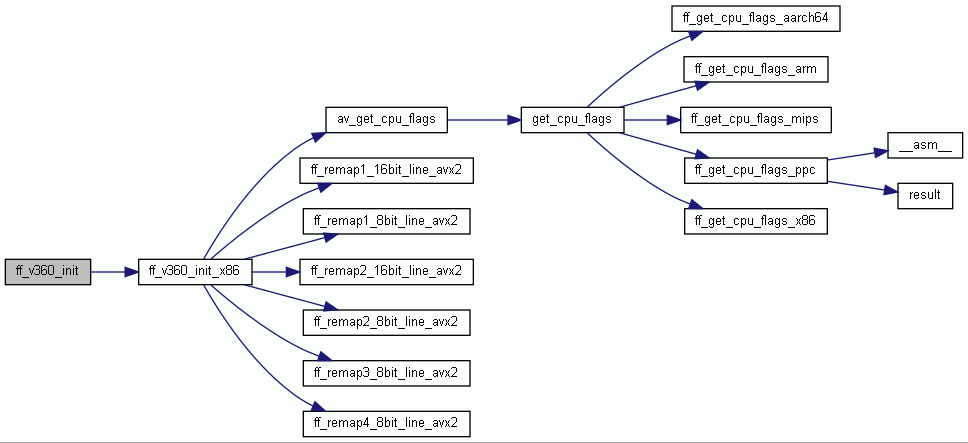 ff_get_cpu_flags_aarch64
ff_get_cpu_flags_arm
av_get_cpu_flags
get_cpu_flags
ff_get_cpu_flags_mips
__asm__
ff_remap1_16bit_line_avx2
ff_get_cpu_flags_ppc
result
ff_remap1_8bit_line_avx2
ff_get_cpu_flags_x86
ff_v360_init
ff_v360_init_x86
ff_remap2_16bit_line_avx2
ff_remap2_8bit_line_avx2
ff_remap3_8bit_line_avx2
ff_remap4_8bit_line_avx2